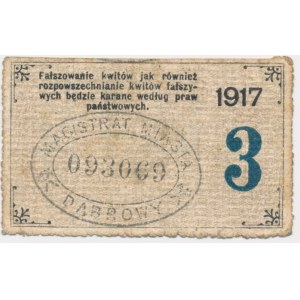 Fałszowanie kwitów jak również
rozpowszechnianie kwitów fałszy-
wych będzie karane według praw
państwowych.
1917
3
MAGISTRAT MIASTA
093069
DĄBROWY